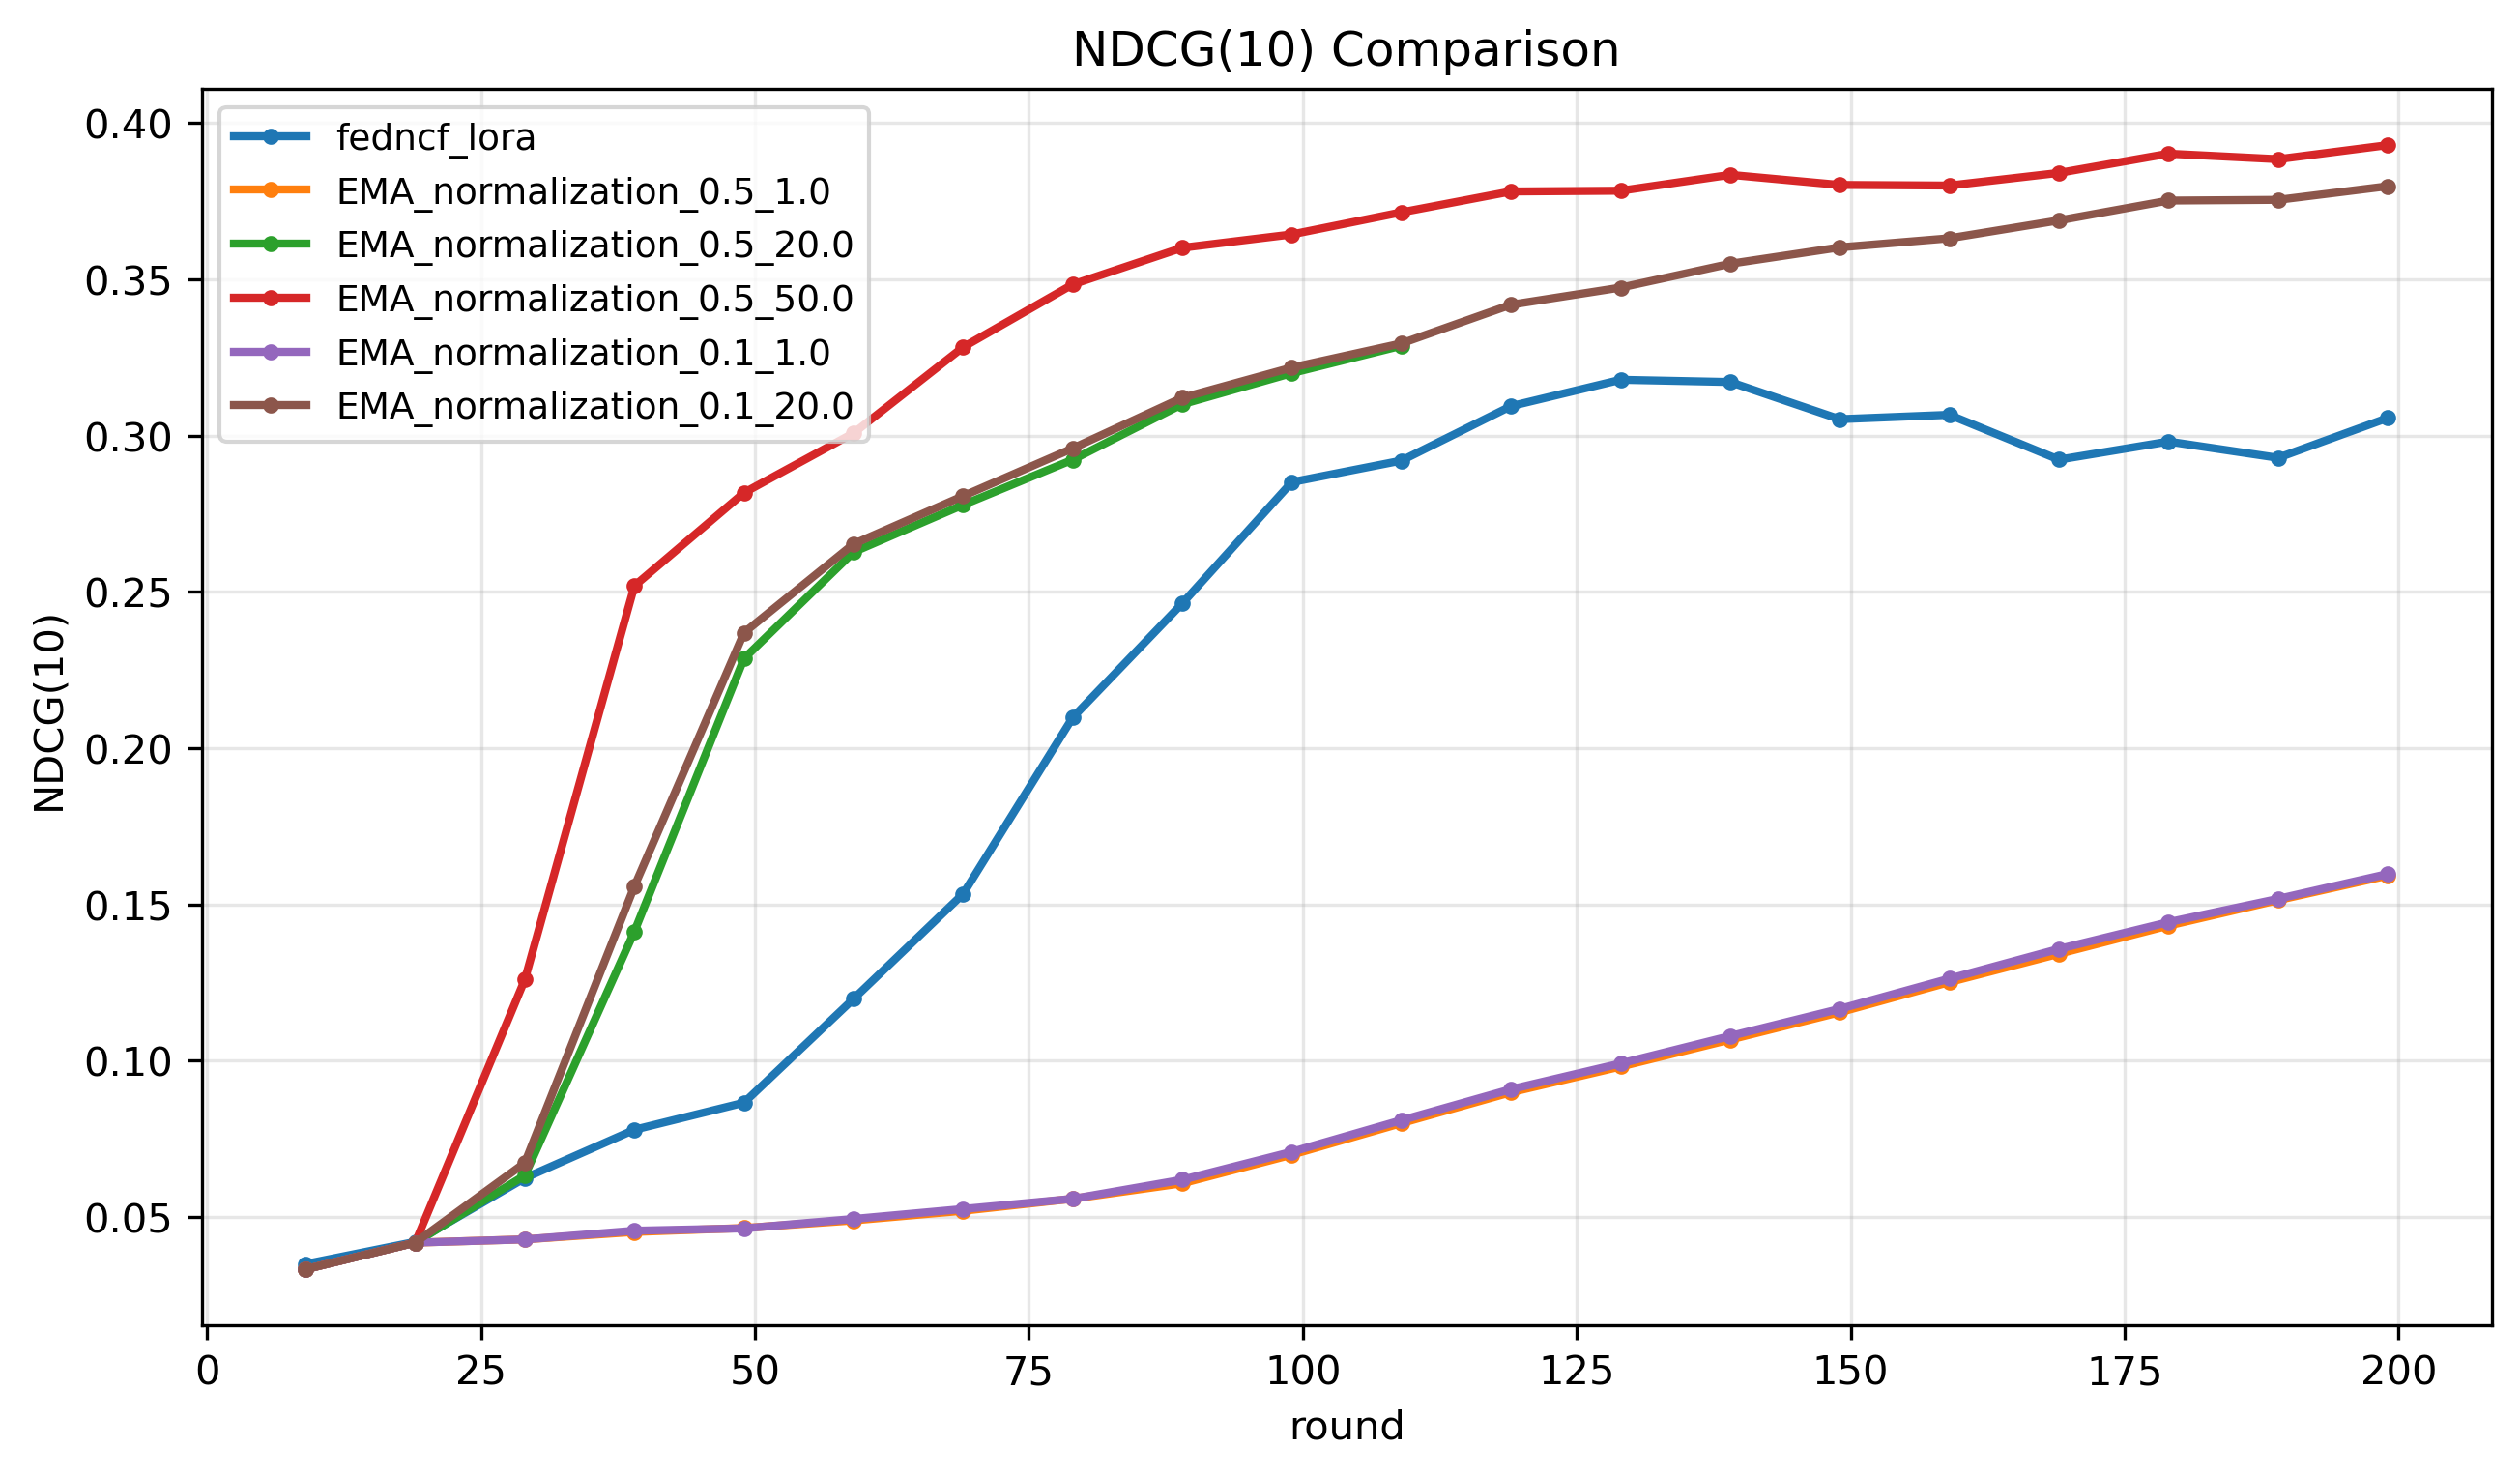 NDCG(10) Comparison
fedncf_lora
EMA_normalization_0.5_1.0
EMA_normalization_0.5_20.0
EMA_normalization_0.5_50.0
EMA_normalization_0.1_1.0
EMA_normalization_0.1_20.0
NDCG(10)
0.40
0.35
0.30
0.25
0.20
0.15
0.10
0.05
0 25 50 75 100 125 150 175 200
round